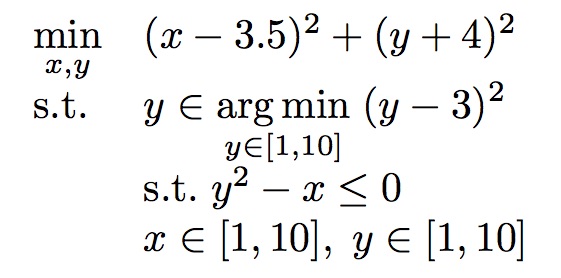 min (x − 3.5)² + (y + 4)²
x,y
s.t. y ∈ arg min (y − 3)²
y∈[1,10]
s.t. y² − x ≤ 0
x ∈ [1, 10], y ∈ [1, 10]